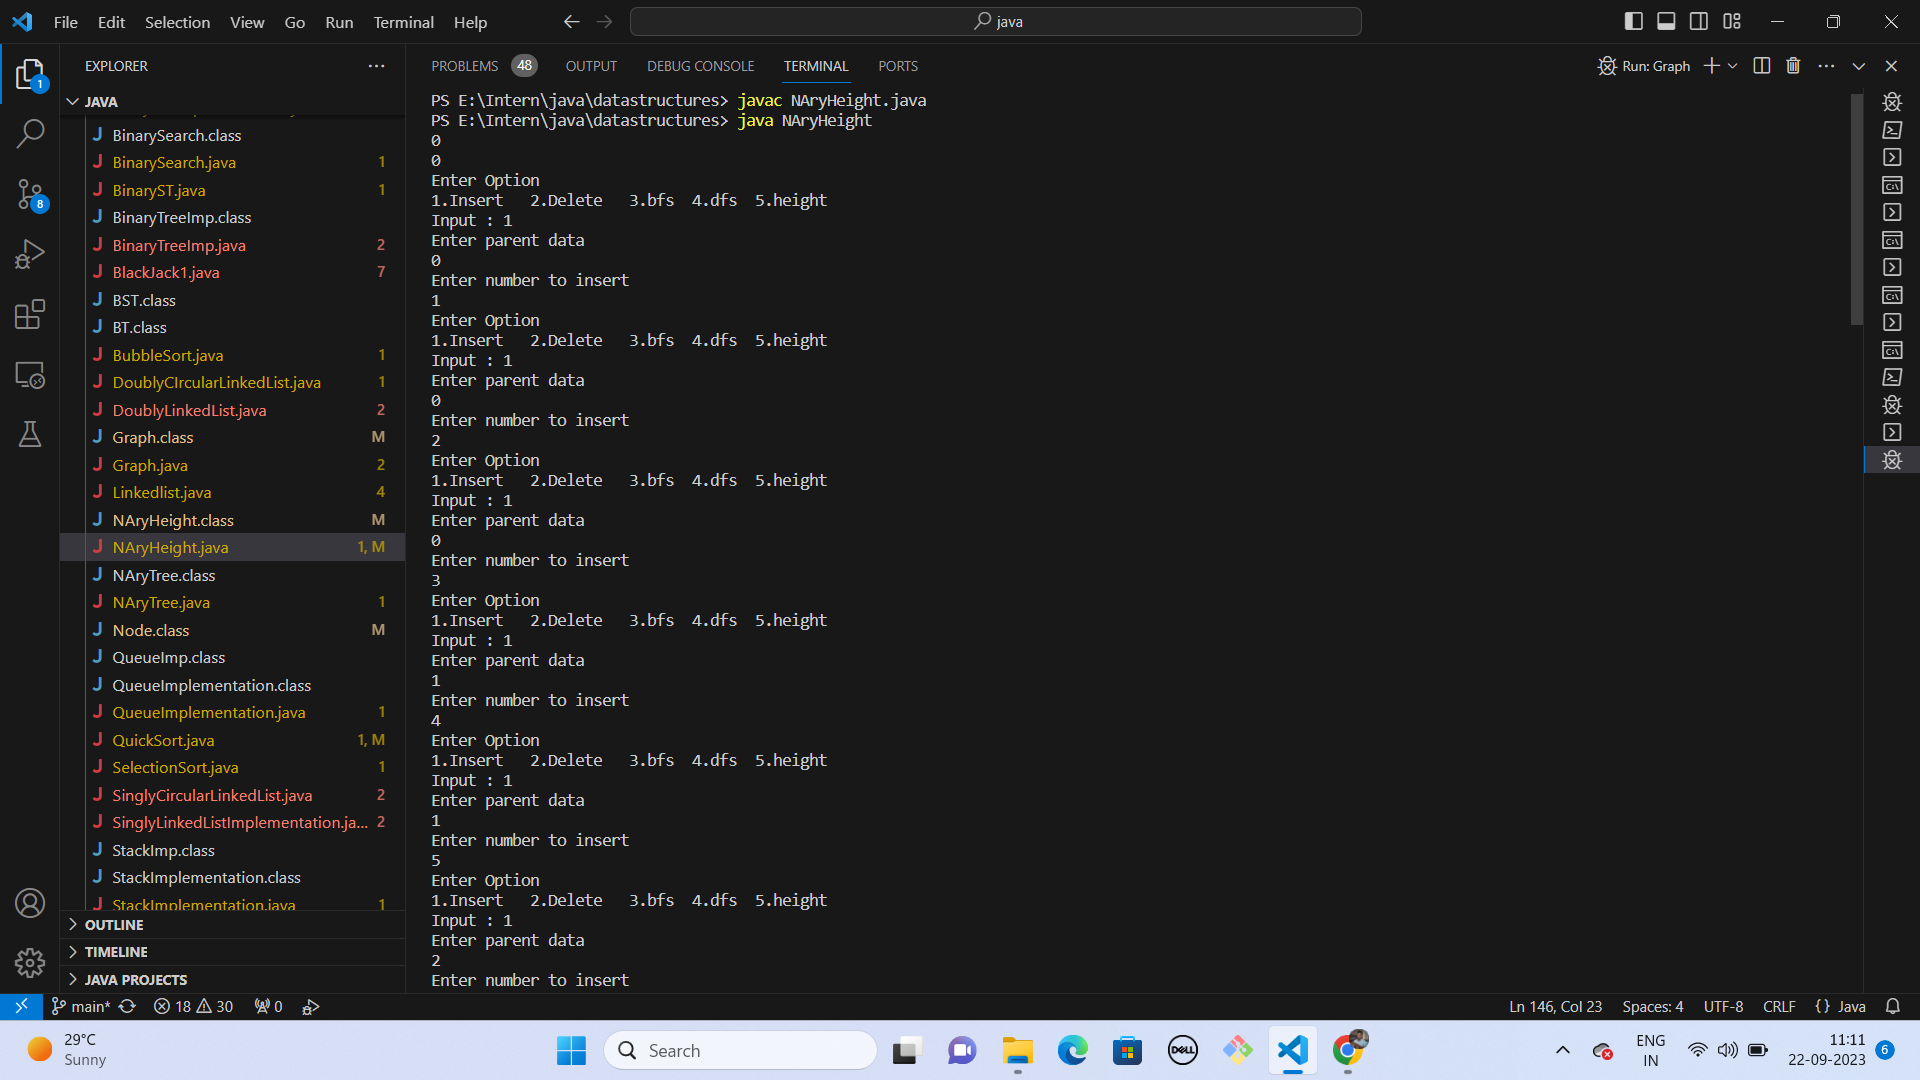 File Edit Selection View Go Run Terminal Help
java
EXPLORER
PROBLEMS 48 OUTPUT DEBUG CONSOLE TERMINAL PORTS
Run: Graph
JAVA
BinarySearch.class
BinarySearch.java 1
BinaryST.java 1
BinaryTreeImp.class
BinaryTreeImp.java 2
BlackJack1.java 7
BST.class
BT.class
BubbleSort.java 1
DoublyCIrcularLinkedList.java 1
DoublyLinkedList.java 2
Graph.class M
Graph.java 2
Linkedlist.java 4
NAryHeight.class M
NAryHeight.java 1, M
NAryTree.class
NAryTree.java 1
Node.class M
QueueImp.class
QueueImplementation.class
QueueImplementation.java 1
QuickSort.java 1, M
SelectionSort.java 1
SinglyCircularLinkedList.java 2
SinglyLinkedListImplementation.ja... 2
StackImp.class
StackImplementation.class
StackImplementation.java 1
OUTLINE
TIMELINE
JAVA PROJECTS
1
8
PS E:\Intern\java\datastructures> javac NAryHeight.java
PS E:\Intern\java\datastructures> java NAryHeight
0
0
Enter Option
1.Insert 2.Delete 3.bfs 4.dfs 5.height
Input : 1
Enter parent data
0
Enter number to insert
1
Enter Option
1.Insert 2.Delete 3.bfs 4.dfs 5.height
Input : 1
Enter parent data
0
Enter number to insert
2
Enter Option
1.Insert 2.Delete 3.bfs 4.dfs 5.height
Input : 1
Enter parent data
0
Enter number to insert
3
Enter Option
1.Insert 2.Delete 3.bfs 4.dfs 5.height
Input : 1
Enter parent data
1
Enter number to insert
4
Enter Option
1.Insert 2.Delete 3.bfs 4.dfs 5.height
Input : 1
Enter parent data
1
Enter number to insert
5
Enter Option
1.Insert 2.Delete 3.bfs 4.dfs 5.height
Input : 1
Enter parent data
2
Enter number to insert
main* 18 30 0
Ln 146, Col 23 Spaces: 4 UTF-8 CRLF {} Java
29°C
Sunny
Search
DELL
ENG
IN
11:11
22-09-2023
6